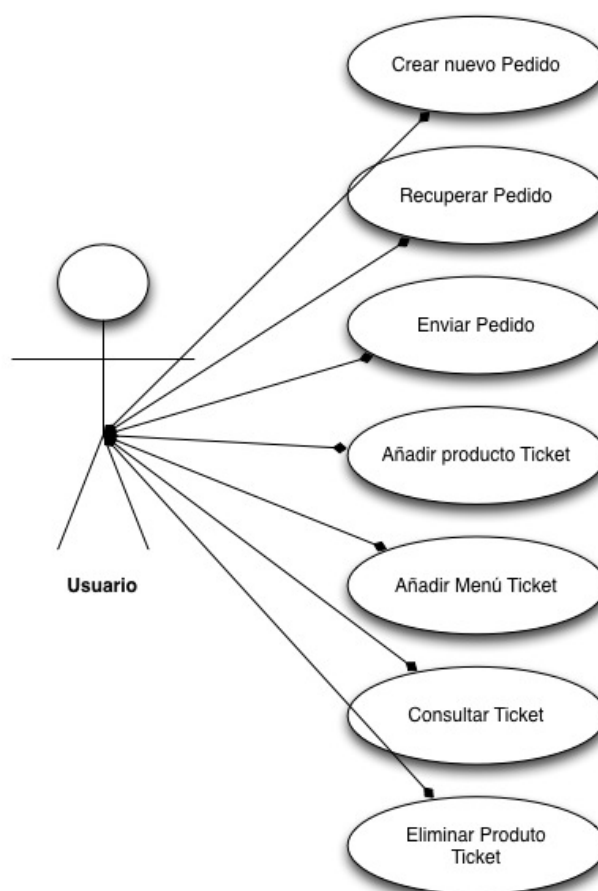 Crear nuevo Pedido
Recuperar Pedido
Enviar Pedido
Añadir producto Ticket
Añadir Menú Ticket
Usuario
Consultar Ticket
Eliminar Produto
Ticket